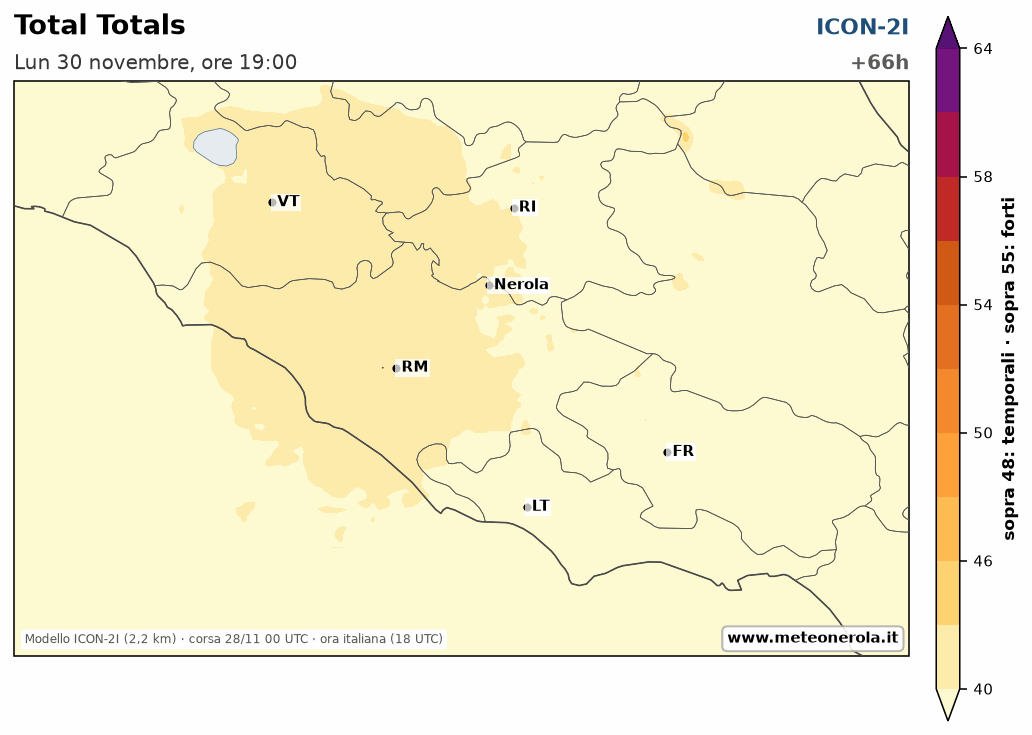 Total Totals
ICON-2I
Lun 30 novembre, ore 19:00
+66h
VT
RI
Nerola
RM
FR
LT
64
58
54
50
46
40
sopra 48: temporali · sopra 55: forti
Modello ICON-2I (2,2 km) · corsa 28/11 00 UTC · ora italiana (18 UTC)
www.meteonerola.it